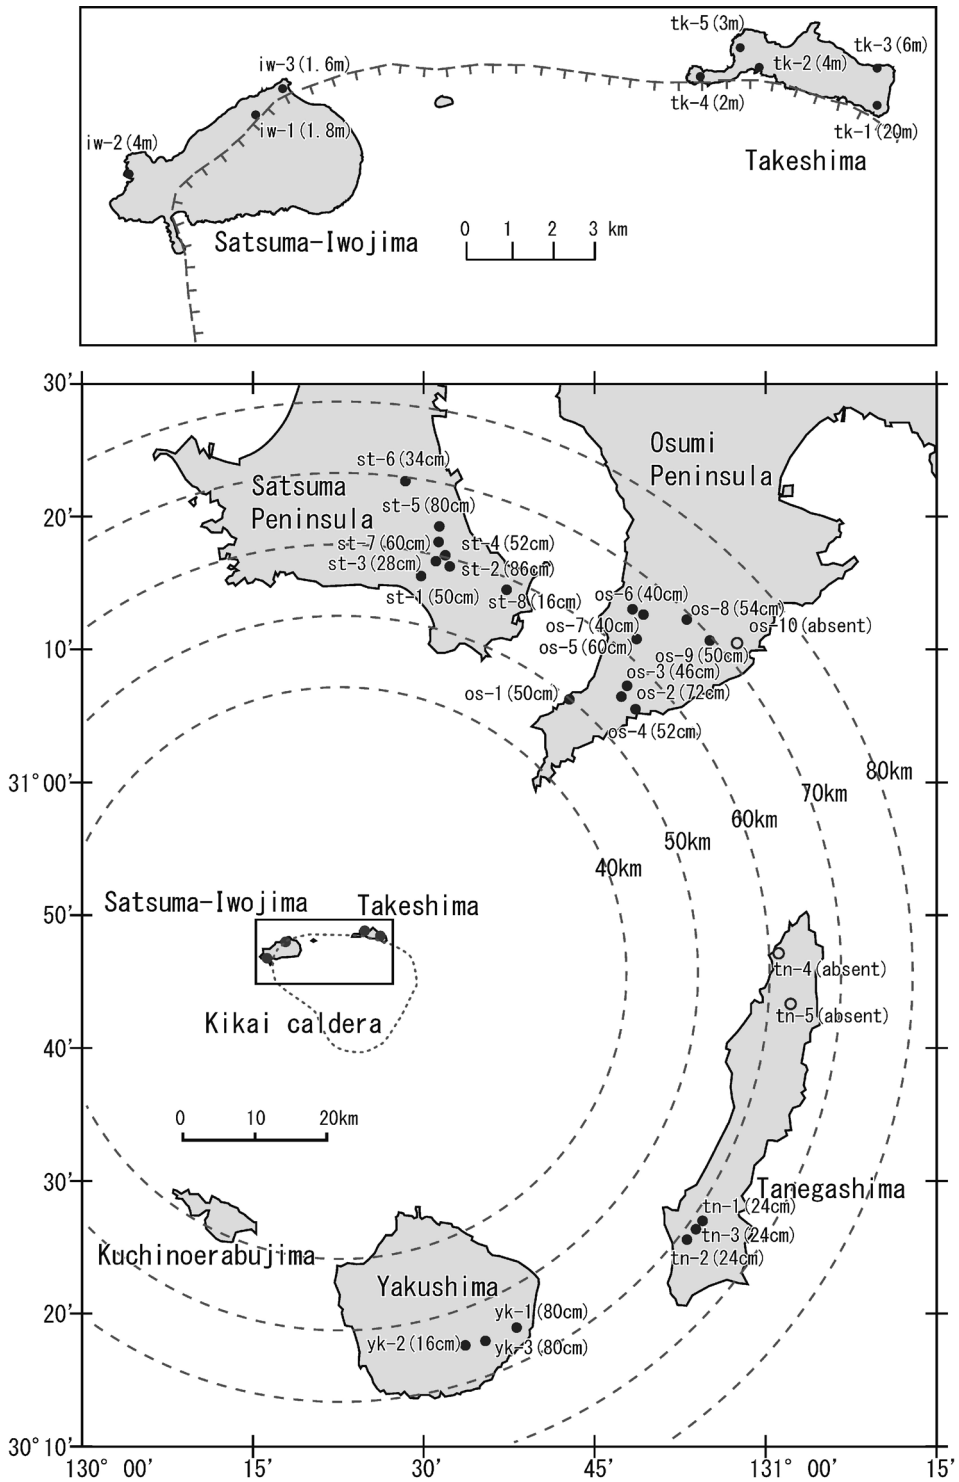 tk-5(3m)
tk-3(6m)
iw-3(1.6m)
tk-2(4m)
tk-4(2m)
iw-1(1.8m)
tk-1(20m)
iw-2(4m)
Takeshima
0 1 2 3 km
Satsuma-Iwojima
30'
Osumi
Peninsula
st-6(34cm)
Satsuma
Peninsula
st-5(80cm)
20'
st-7(60cm)
st-4(52cm)
st-3(28cm)
st-2(86cm)
st-1(50cm)
st-8(16cm)
os-6(40cm)
os-8(54cm)
os-7(40cm)
os-10(absent)
10'
os-5(60cm)
os-9(50cm)
os-3(46cm)
os-1(50cm)
os-2(72cm)
os-4(52cm)
31°00'
80km
70km
60km
50km
40km
50'
Satsuma-Iwojima
Takeshima
tn-4(absent)
Kikai caldera
tn-5(absent)
40'
0 10 20km
30'
Tanegashima
tn-1(24cm)
tn-3(24cm)
Kuchinoerabujima
tn-2(24cm)
Yakushima
20'
yk-1(80cm)
yk-2(16cm)
yk-3(80cm)
30°10'
130° 00' 15' 30' 45' 131° 00' 15'